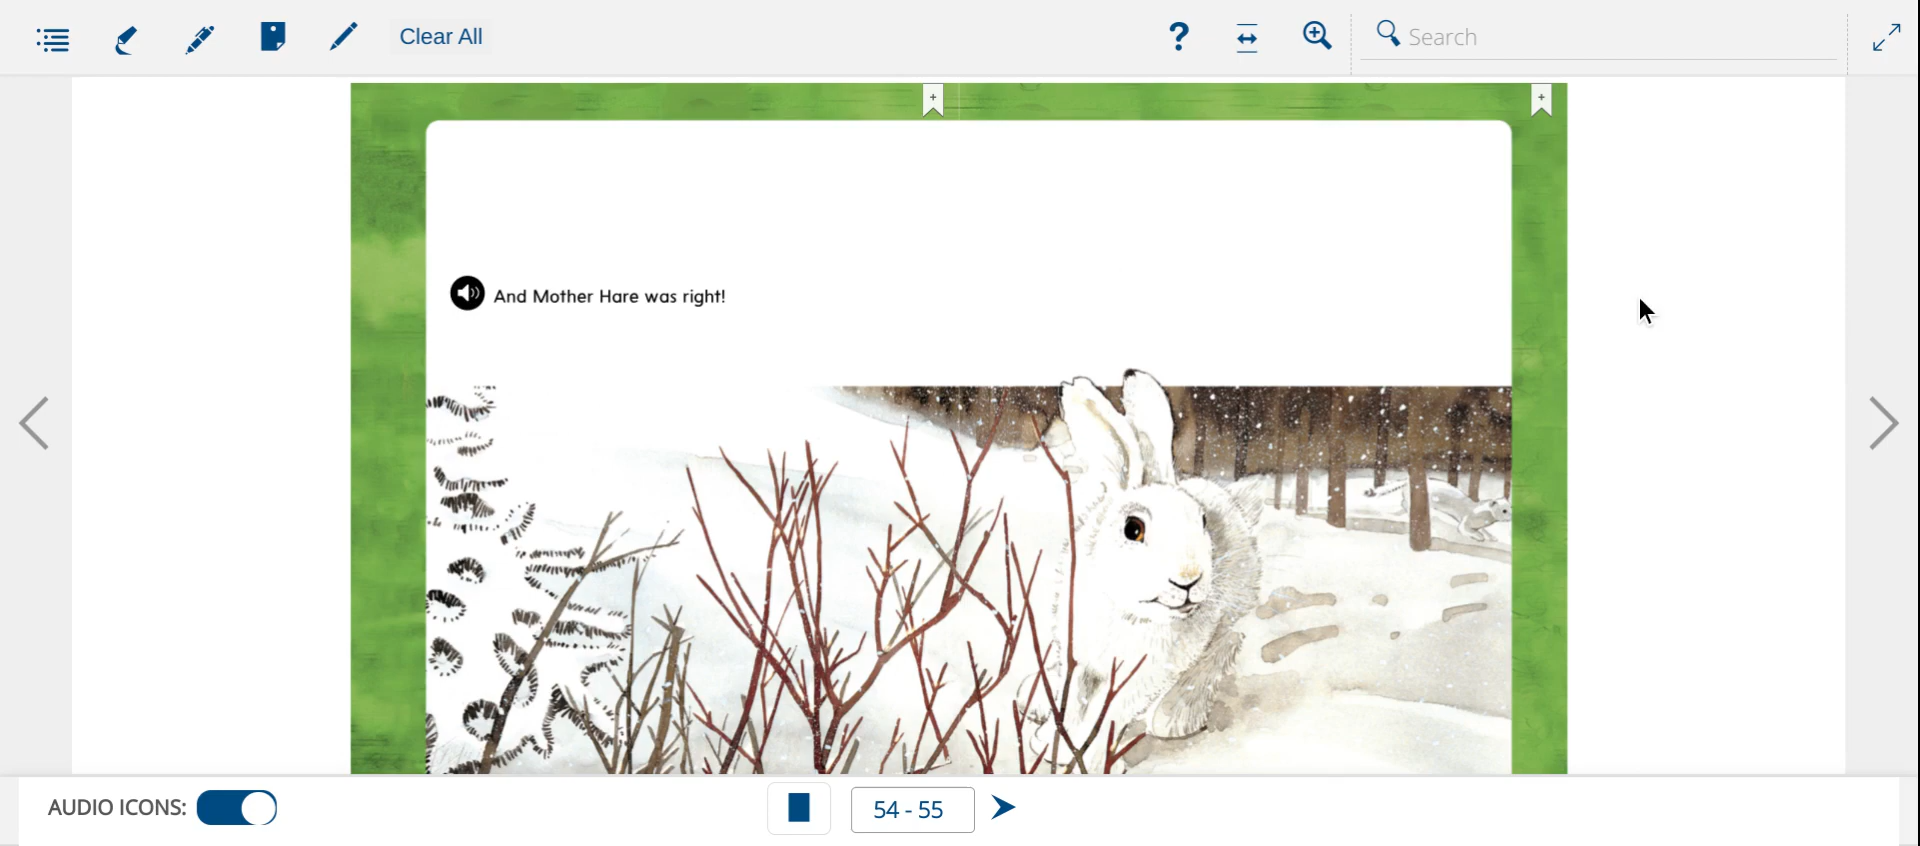 Clear All
?
Search
And Mother Hare was right!
AUDIO ICONS:
54 - 55